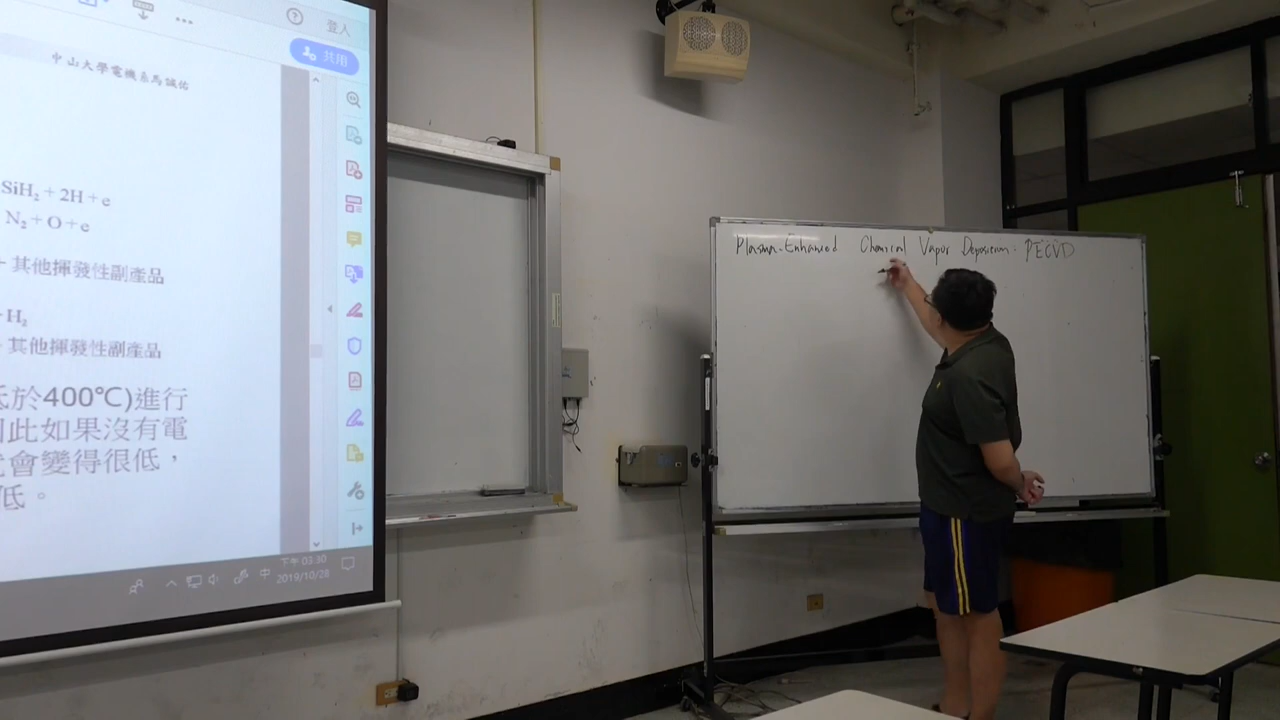 登入
共用
中山大學電機系馬誠佑
SiH₂ + 2H + e
N₂ + O + e
+ 其他揮發性副產品
H₂
其他揮發性副產品
低於400℃)進行
因此如果沒有電
就會變得很低，
低。
下午 03:30
中
2019/10/28
Plasma-Enhanced Chemical Vapor Deposition. PECVD